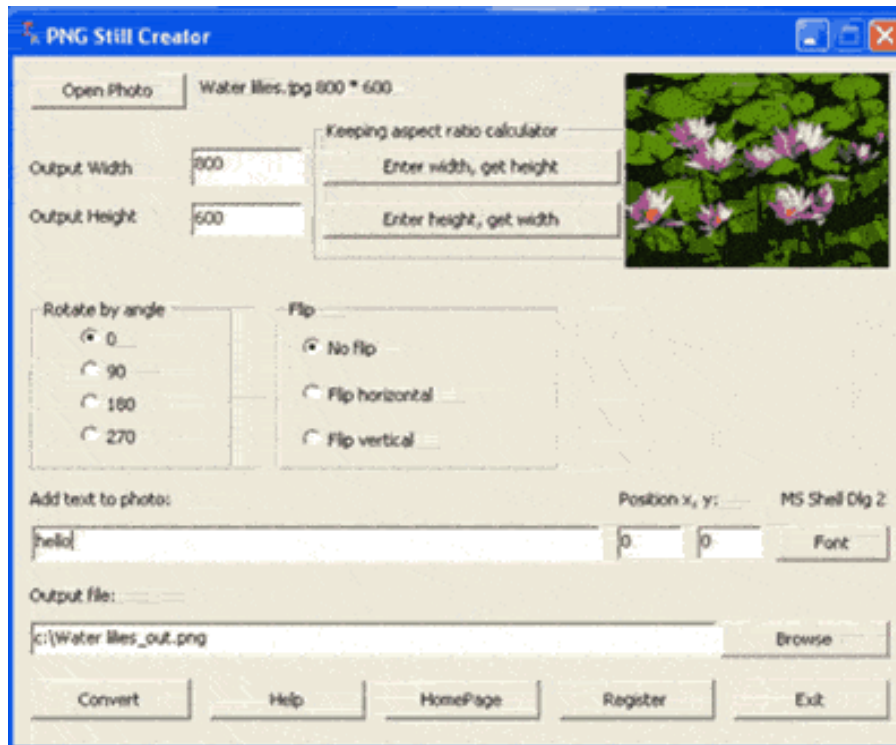 PNG Still Creator
Open Photo Water lilies.jpg 800 * 600
Keeping aspect ratio calculator
Output Width 800 Enter width, get height
Output Height 600 Enter height, get width
Rotate by angle Flip
0 No flip
90
Flip horizontal
180
270 Flip vertical
Add text to photo: Position x, y: MS Shell Dlg 2
hello 0 0 Font
Output file:
c:\Water lilies_out.png Browse
Convert Help HomePage Register Exit